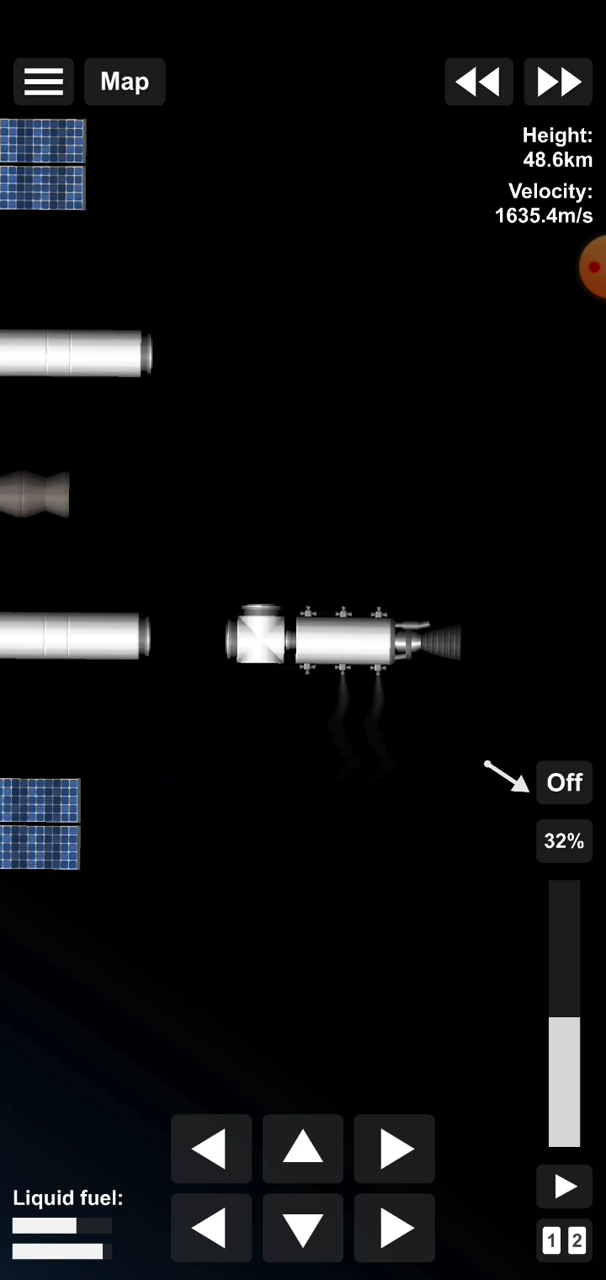 Map
Height:
48.6km
Velocity:
1635.4m/s
Off
32%
Liquid fuel:
1 2